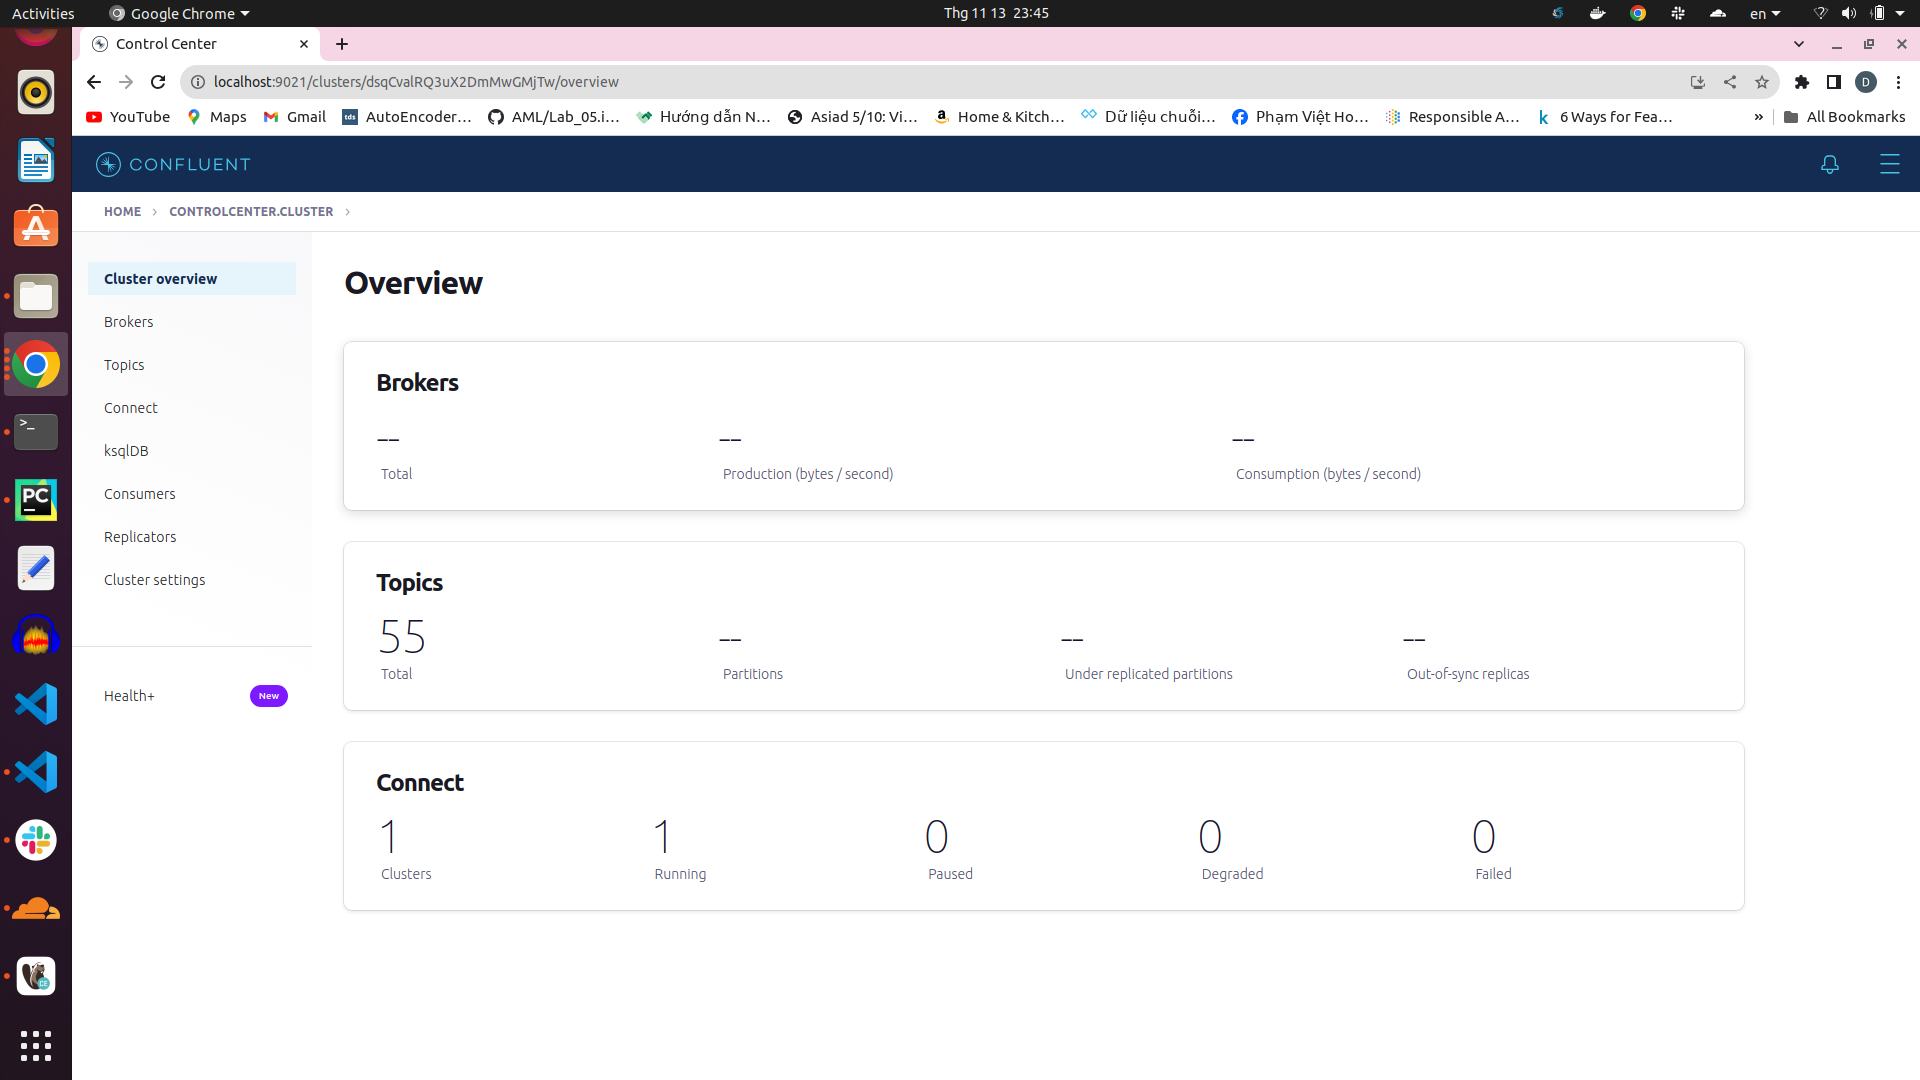 Activities Google Chrome Thg 11 13 23:45 en
Control Center
localhost:9021/clusters/dsqCvalRQ3uX2DmMwGMjTw/overview D
YouTube Maps Gmail tds AutoEncoder… AML/Lab_05.i… Hướng dẫn N… Asiad 5/10: Vi… Home & Kitch… Dữ liệu chuỗi… Phạm Việt Ho… Responsible A… k 6 Ways for Fea… » All Bookmarks
CONFLUENT
HOME CONTROLCENTER.CLUSTER
Cluster overview
Brokers
Topics
Connect
ksqlDB
Consumers
Replicators
Cluster settings
Health+ New
Overview
Brokers
-- -- --
Total Production (bytes / second) Consumption (bytes / second)
Topics
55 -- -- --
Total Partitions Under replicated partitions Out-of-sync replicas
Connect
1 1 0 0 0
Clusters Running Paused Degraded Failed
>_
PC
CE